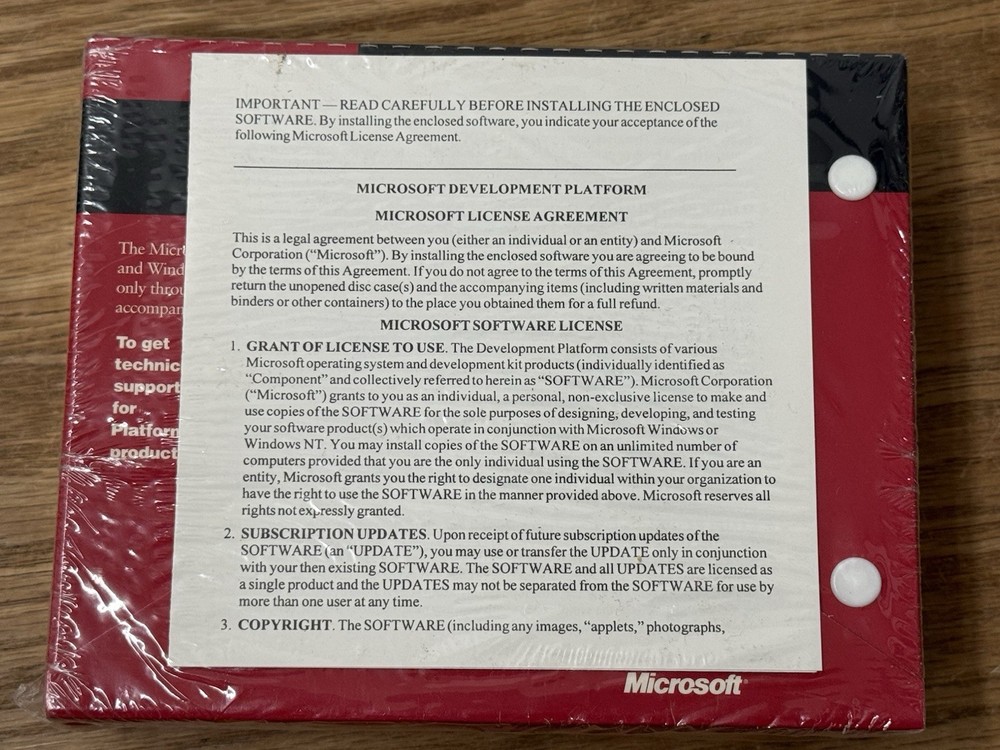 IMPORTANT — READ CAREFULLY BEFORE INSTALLING THE ENCLOSED
SOFTWARE. By installing the enclosed software, you indicate your acceptance of the
following Microsoft License Agreement.
MICROSOFT DEVELOPMENT PLATFORM
MICROSOFT LICENSE AGREEMENT
This is a legal agreement between you (either an individual or an entity) and Microsoft
Corporation (“Microsoft”). By installing the enclosed software you are agreeing to be bound
by the terms of this Agreement. If you do not agree to the terms of this Agreement, promptly
return the unopened disc case(s) and the accompanying items (including written materials and
binders or other containers) to the place you obtained them for a full refund.
MICROSOFT SOFTWARE LICENSE
1. GRANT OF LICENSE TO USE. The Development Platform consists of various
Microsoft operating system and development kit products (individually identified as
“Component” and collectively referred to herein as “SOFTWARE”). Microsoft Corporation
(“Microsoft”) grants to you as an individual, a personal, non-exclusive license to make and
use copies of the SOFTWARE for the sole purposes of designing, developing, and testing
your software product(s) which operate in conjunction with Microsoft Windows or
Windows NT. You may install copies of the SOFTWARE on an unlimited number of
computers provided that you are the only individual using the SOFTWARE. If you are an
entity, Microsoft grants you the right to designate one individual within your organization to
have the right to use the SOFTWARE in the manner provided above. Microsoft reserves all
rights not expressly granted.
2. SUBSCRIPTION UPDATES. Upon receipt of future subscription updates of the
SOFTWARE (an “UPDATE”), you may use or transfer the UPDATE only in conjunction
with your then existing SOFTWARE. The SOFTWARE and all UPDATES are licensed as
a single product and the UPDATES may not be separated from the SOFTWARE for use by
more than one user at any time.
3. COPYRIGHT. The SOFTWARE (including any images, “applets,” photographs,
The Micr
and Wind
only throu
accompan
To get
technic
support
for
Platform
product
Microsoft®